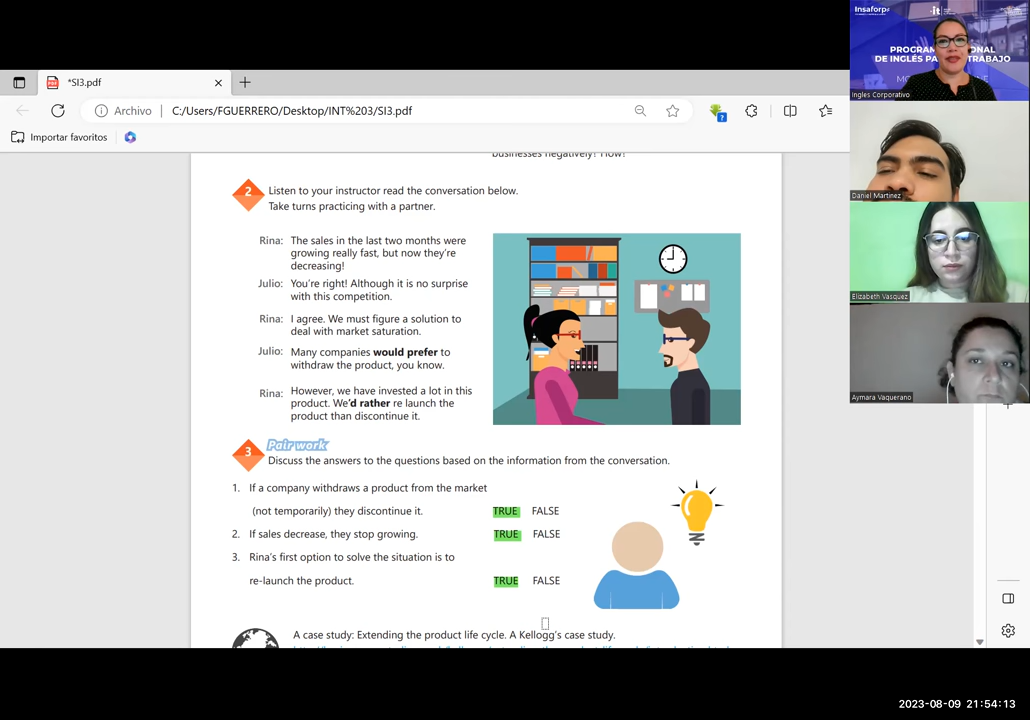 *SI3.pdf
Archivo
C:/Users/FGUERRERO/Desktop/INT%203/SI3.pdf
Importar favoritos
businesses negatively? How?
2
Listen to your instructor read the conversation below.
Take turns practicing with a partner.
Rina: The sales in the last two months were
growing really fast, but now they're
decreasing!
Julio: You're right! Although it is no surprise
with this competition.
Rina: I agree. We must figure a solution to
deal with market saturation.
Julio: Many companies would prefer to
withdraw the product, you know.
Rina: However, we have invested a lot in this
product. We'd rather re launch the
product than discontinue it.
3
Pair work
Discuss the answers to the questions based on the information from the conversation.
1. If a company withdraws a product from the market
(not temporarily) they discontinue it. TRUE FALSE
2. If sales decrease, they stop growing. TRUE FALSE
3. Rina's first option to solve the situation is to
re-launch the product. TRUE FALSE
A case study: Extending the product life cycle. A Kellogg's case study.
Insaforp
it
PROGRAMA
DE INGLÉS PA TRABAJO
Ingles Corporativo
Daniel Martinez
Elizabeth Vasquez
Aymara Vaquerano
2023-08-09 21:54:13